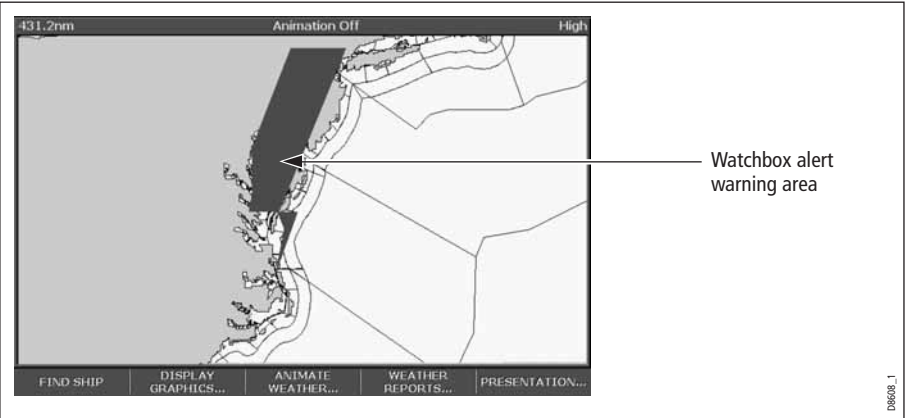 431.2nm Animation Off High
Watchbox alert
warning area
FIND SHIP DISPLAY GRAPHICS... ANIMATE WEATHER... WEATHER REPORTS... PRESENTATION...
D8608_1